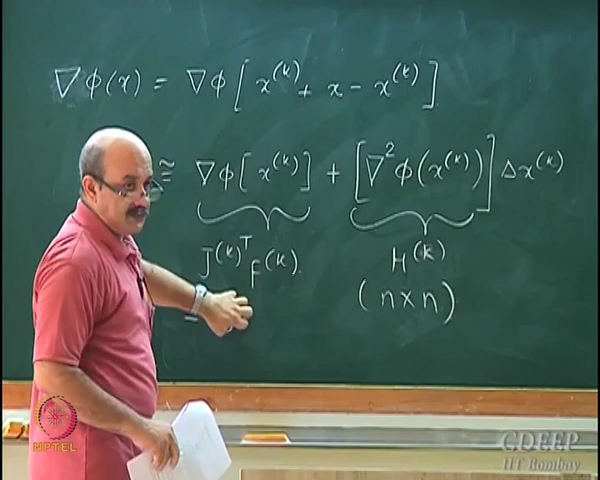 ∇ϕ(x) = ∇ϕ[x^(k) + x - x^(k)]
≅ ∇ϕ[x^(k)] + [∇²ϕ(x^(k))] Δx^(k)
J^(k)^T F^(k). H^(k)
(n×n)
NPTEL
CDEEP
IIT Bombay